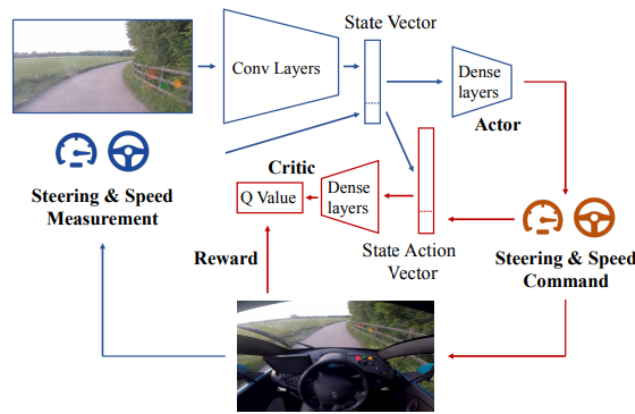 State Vector
Conv Layers
Dense
layers
Actor
Critic
Steering & Speed
Measurement
Q Value
Dense
layers
Reward
State Action
Vector
Steering & Speed
Command